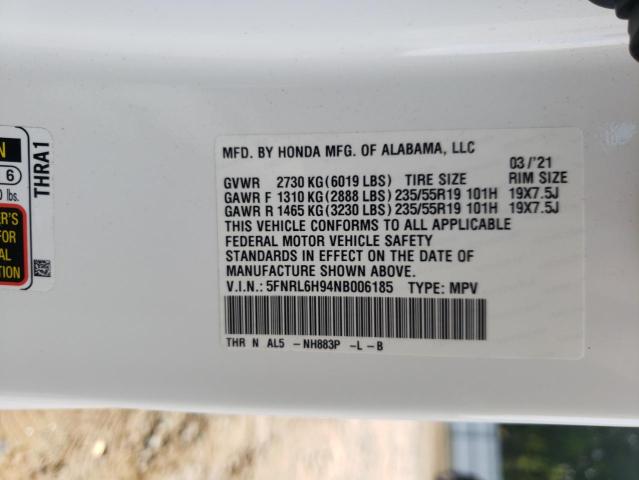 MFD. BY HONDA MFG. OF ALABAMA, LLC
03/'21
GVWR 2730 KG(6019 LBS) TIRE SIZE RIM SIZE
GAWR F 1310 KG(2888 LBS) 235/55R19 101H 19X7.5J
GAWR R 1465 KG(3230 LBS) 235/55R19 101H 19X7.5J
THIS VEHICLE CONFORMS TO ALL APPLICABLE
FEDERAL MOTOR VEHICLE SAFETY
STANDARDS IN EFFECT ON THE DATE OF
MANUFACTURE SHOWN ABOVE.
V.I.N.: 5FNRL6H94NB006185 TYPE: MPV
THR N AL5 -NH883P -L-B
THRA1
N
6
lbs.
FOR